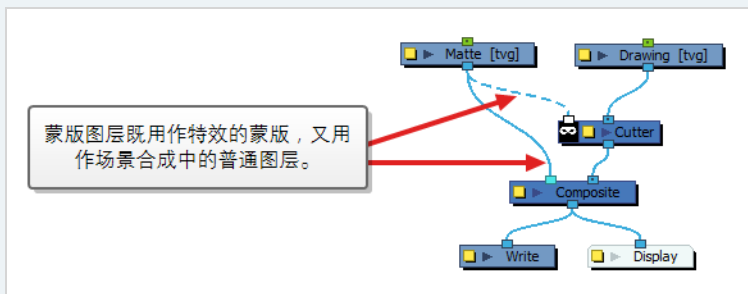 Matte [tvg]
Drawing [tvg]
蒙版图层既用作特效的蒙版，又用
作场景合成中的普通图层。
Cutter
Composite
Write
Display